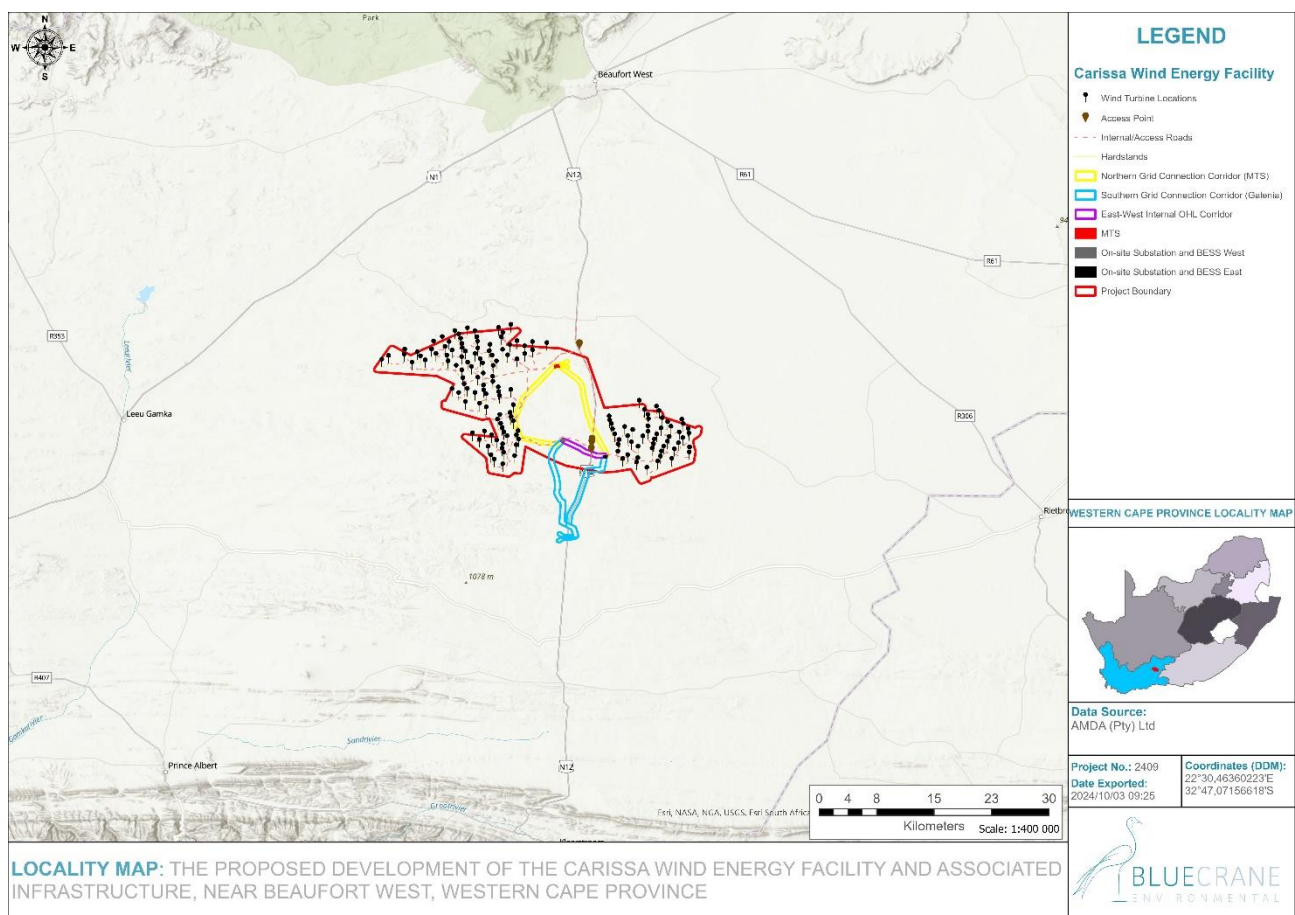 N
W
E
S
Park
Beaufort West
N1
N12
R61
R61
R353
Leeu Gamka
R306
1078 m
R407
Sandrivier
Prince Albert
N12
Grootrivier
Esri, NASA, NGA, USGS, Esri South Africa
0 4 8 15 23 30
Kilometers Scale: 1:400 000
LEGEND
Carissa Wind Energy Facility
Wind Turbine Locations
Access Point
Internal/Access Roads
Hardstands
Northern Grid Connection Corridor (MTS)
Southern Grid Connection Corridor (Galenia)
East-West Internal OHL Corridor
MTS
On-site Substation and BESS West
On-site Substation and BESS East
Project Boundary
WESTERN CAPE PROVINCE LOCALITY MAP
Data Source:
AMDA (Pty) Ltd
Project No.: 2409
Date Exported:
2024/10/03 09:25
Coordinates (DDM):
22°30,46360223'E
32°47,07156618'S
BLUECRANE
ENVIRONMENTAL
LOCALITY MAP: THE PROPOSED DEVELOPMENT OF THE CARISSA WIND ENERGY FACILITY AND ASSOCIATED
INFRASTRUCTURE, NEAR BEAUFORT WEST, WESTERN CAPE PROVINCE